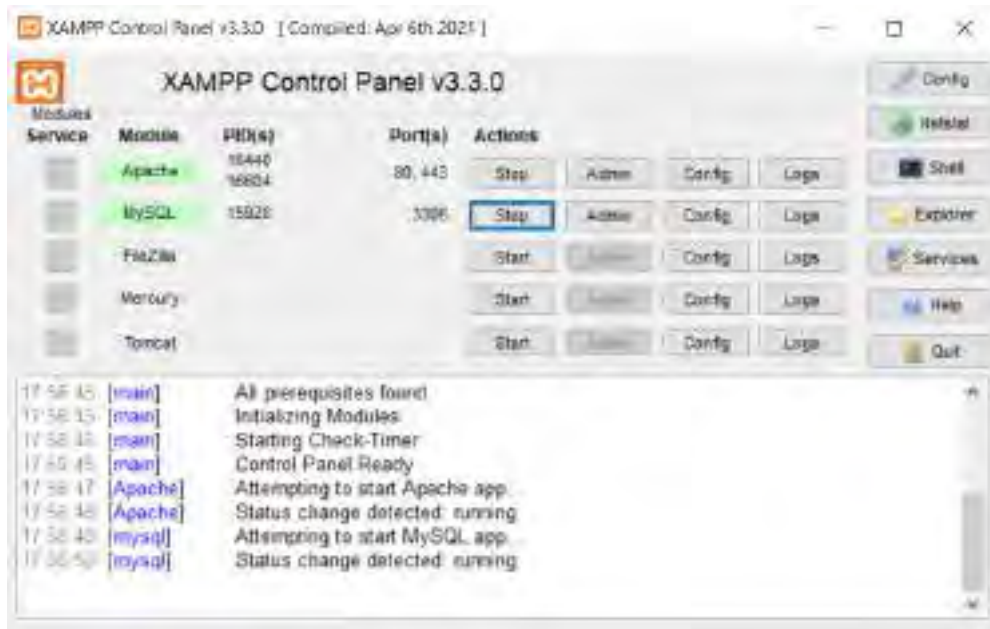 XAMPP Control Panel v3.3.0 [ Compiled: Apr 6th 2021 ]
XAMPP Control Panel v3.3.0
Config
Modules
Service Module PID(s) Port(s) Actions
Netstat
Apache 80, 443 Stop Admin Config Logs
Shell
MySQL 3306 Stop Admin Config Logs
Explorer
FileZilla Start Admin Config Logs
Services
Mercury Start Admin Config Logs
Help
Tomcat Start Admin Config Logs
Quit
[main] All prerequisites found
[main] Initializing Modules
[main] Starting Check-Timer
[main] Control Panel Ready
[Apache] Attempting to start Apache app...
[Apache] Status change detected: running
[mysql] Attempting to start MySQL app...
[mysql] Status change detected: running